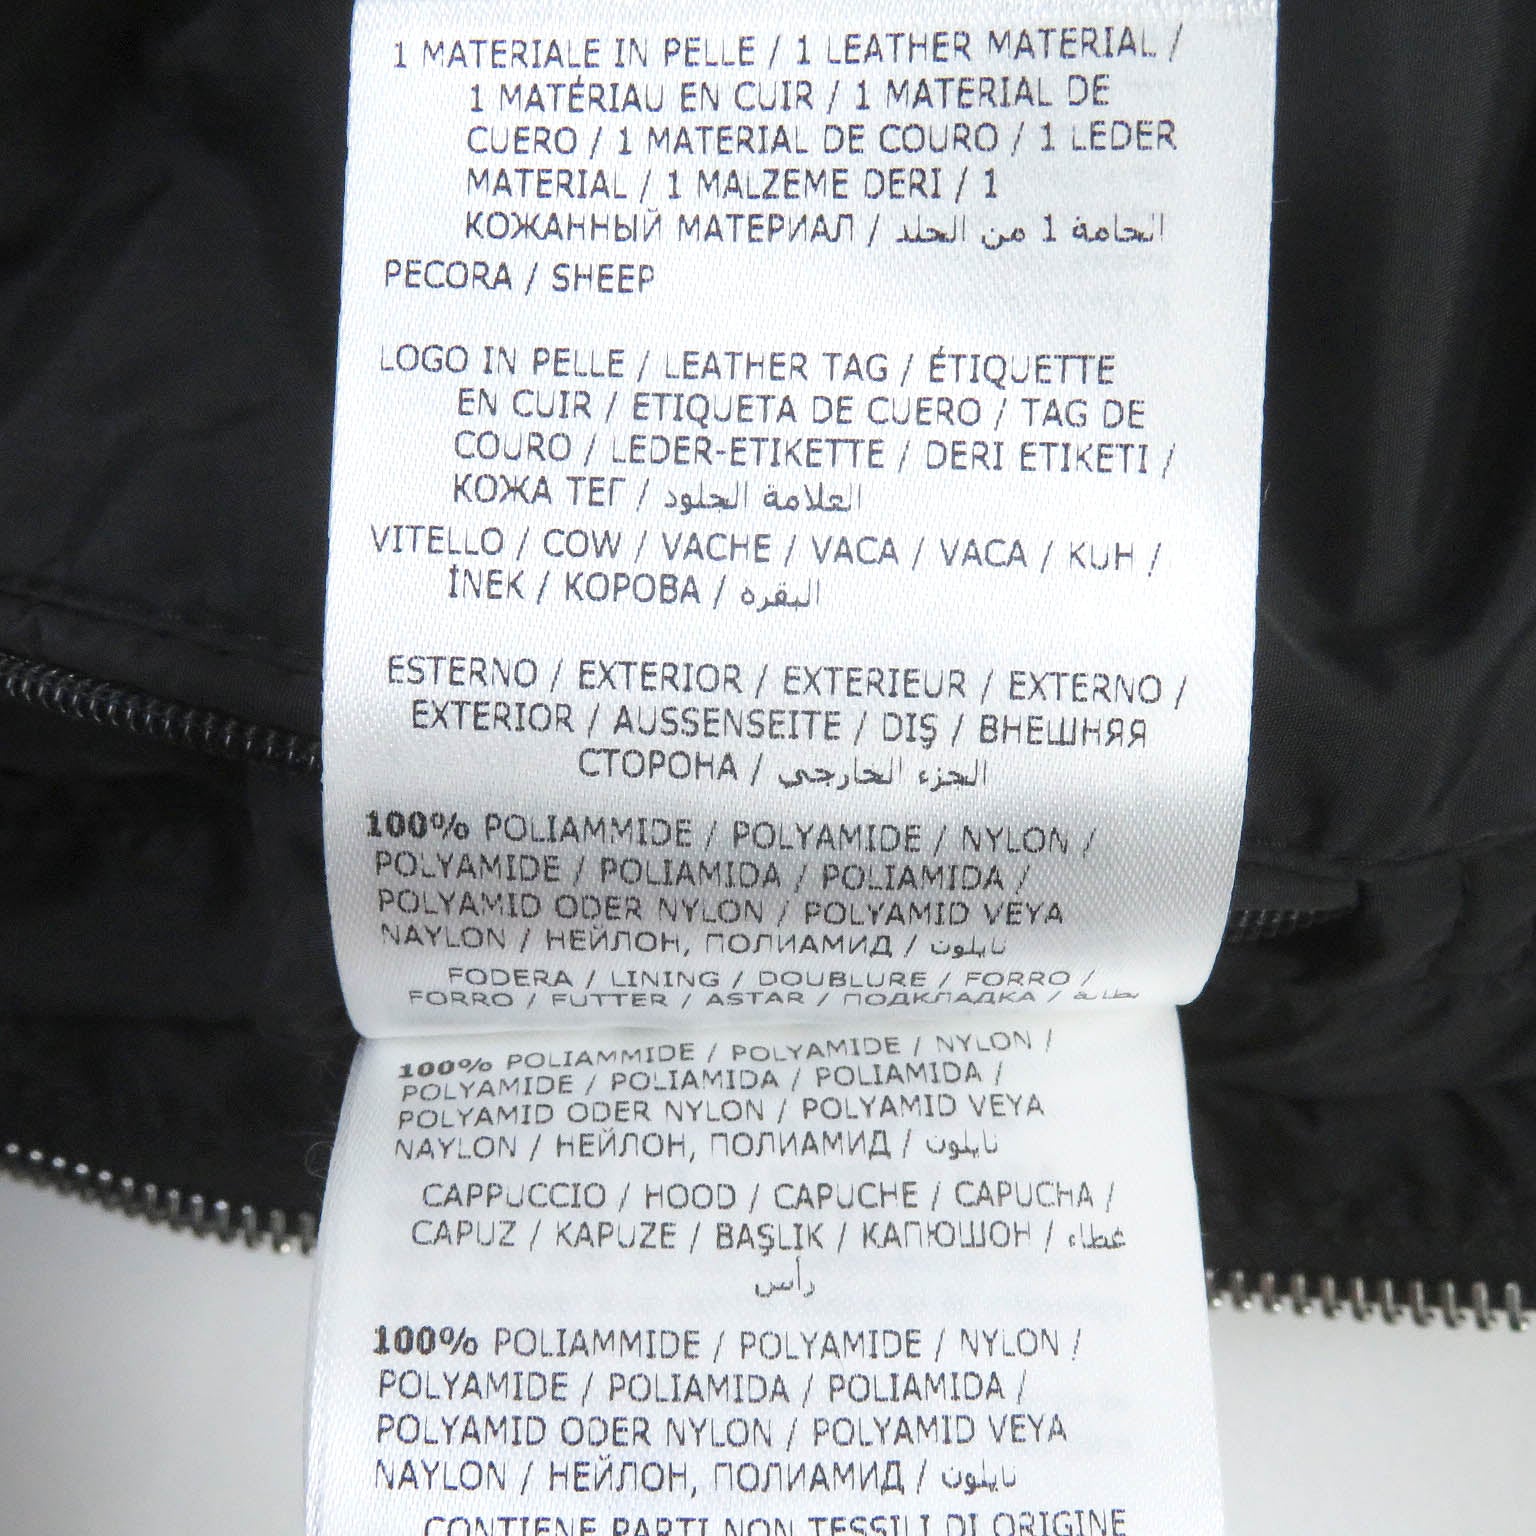 1 MATERIALE IN PELLE / 1 LEATHER MATERIAL /
1 MATÉRIAU EN CUIR / 1 MATERIAL DE
CUERO / 1 MATERIAL DE COURO / 1 LEDER
MATERIAL / 1 MALZEME DERI / 1
КОЖАННЫЙ МАТЕРИАЛ / الخامة 1 من الجلد
PECORA / SHEEP
LOGO IN PELLE / LEATHER TAG / ÉTIQUETTE
EN CUIR / ETIQUETA DE CUERO / TAG DE
COURO / LEDER-ETIKETTE / DERI ETIKETI /
КОЖА ТЕГ / العلامة الجلود
VITELLO / COW / VACHE / VACA / VACA / KUH /
İNEK / КОРОВА / البقره
ESTERNO / EXTERIOR / EXTERIEUR / EXTERNO /
EXTERIOR / AUSSENSEITE / DIŞ / ВНЕШНЯЯ
СТОРОНА / الجزء الخارجي
100% POLIAMMIDE / POLYAMIDE / NYLON /
POLYAMIDE / POLIAMIDA / POLIAMIDA /
POLYAMID ODER NYLON / POLYAMID VEYA
NAYLON / НЕЙЛОН, ПОЛИАМИД / نايلون
FODERA / LINING / DOUBLURE / FORRO /
FORRO / FUTTER / ASTAR / ПОДКЛАДКА / بطانة
100% POLIAMMIDE / POLYAMIDE / NYLON /
POLYAMIDE / POLIAMIDA / POLIAMIDA /
POLYAMID ODER NYLON / POLYAMID VEYA
NAYLON / НЕЙЛОН, ПОЛИАМИД / نايلون
CAPPUCCIO / HOOD / CAPUCHE / CAPUCHA /
CAPUZ / KAPUZE / BAŞLIK / КАПЮШОН / غطاء
رأس
100% POLIAMMIDE / POLYAMIDE / NYLON /
POLYAMIDE / POLIAMIDA / POLIAMIDA /
POLYAMID ODER NYLON / POLYAMID VEYA
NAYLON / НЕЙЛОН, ПОЛИАМИД / نايلون
CONTIENE PARTI NON TESSILI DI ORIGINE